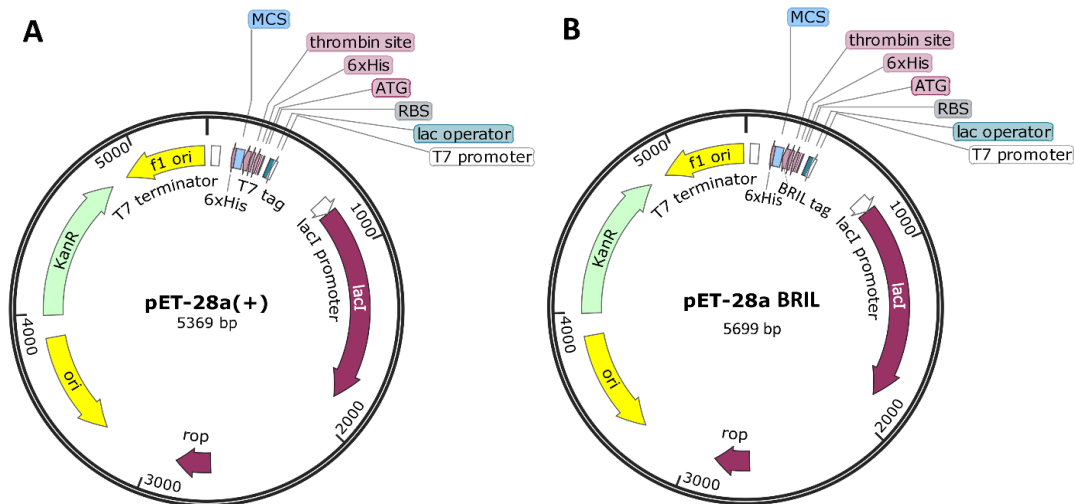 A
MCS
thrombin site
6xHis
ATG
RBS
lac operator
T7 promoter
5000
f1 ori
T7 terminator
6xHis
T7 tag
lacI promoter
1000
KanR
lacI
pET-28a(+)
5369 bp
4000
ori
rop
2000
3000
B
MCS
thrombin site
6xHis
ATG
RBS
lac operator
T7 promoter
5000
f1 ori
T7 terminator
6xHis
BRIL tag
lacI promoter
1000
KanR
lacI
pET-28a BRIL
5699 bp
4000
ori
rop
2000
3000